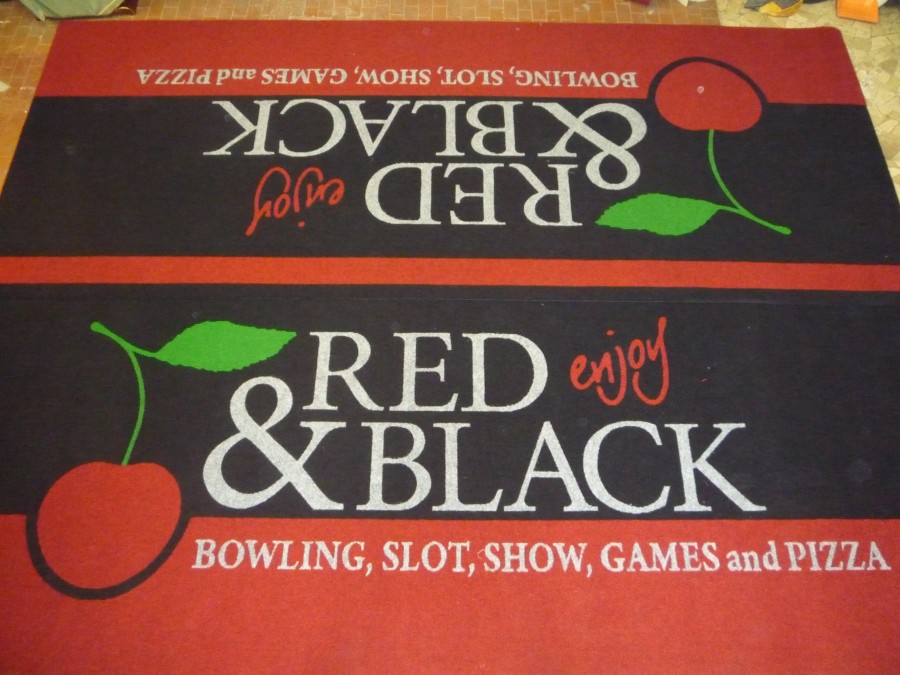 BOWLING, SLOT, SHOW, GAMES and PIZZA
& BLACK
RED enjoy
RED enjoy
& BLACK
BOWLING, SLOT, SHOW, GAMES and PIZZA